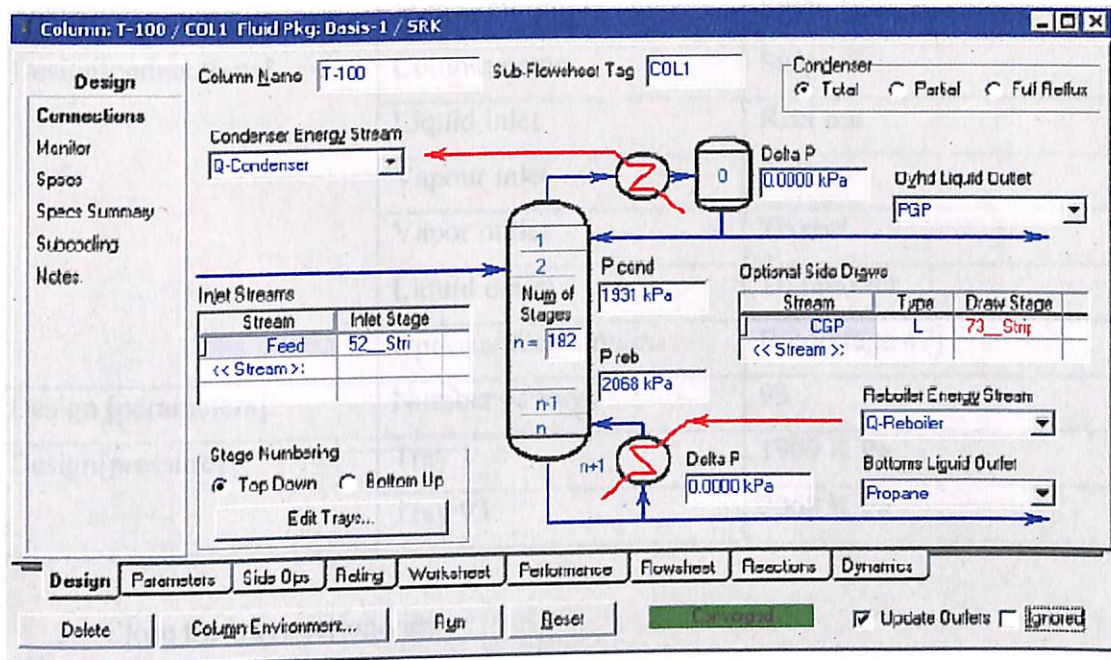 Column: T-100 / COL1 Fluid Pkg: Basis-1 / SRK
Design
Connections
Monitor
Specs
Specs Summary
Subcooling
Notes
Column Name T-100
Sub-Flowsheet Tag COL1
Condenser
Total Partial Full Reflux
Condenser Energy Stream
Q-Condenser
0
Delta P
0.0000 kPa
Ovhd Liquid Outlet
PGP
1
2
Num of
Stages
n = 182
n-1
n
P cond
1931 kPa
P reb
2068 kPa
Inlet Streams
Stream Inlet Stage
Feed 52__Stri
<< Stream >>
Optional Side Draws
Stream Type Draw Stage
CGP L 73__Strip
<< Stream >>
Stage Numbering
Top Down Bottom Up
Edit Trays...
n+1
Delta P
0.0000 kPa
Reboiler Energy Stream
Q-Reboiler
Bottoms Liquid Outlet
Propane
Design Parameters Side Ops Rating Worksheet Performance Flowsheet Reactions Dynamics
Delete Column Environment... Run Reset Converged Update Outlets Ignored